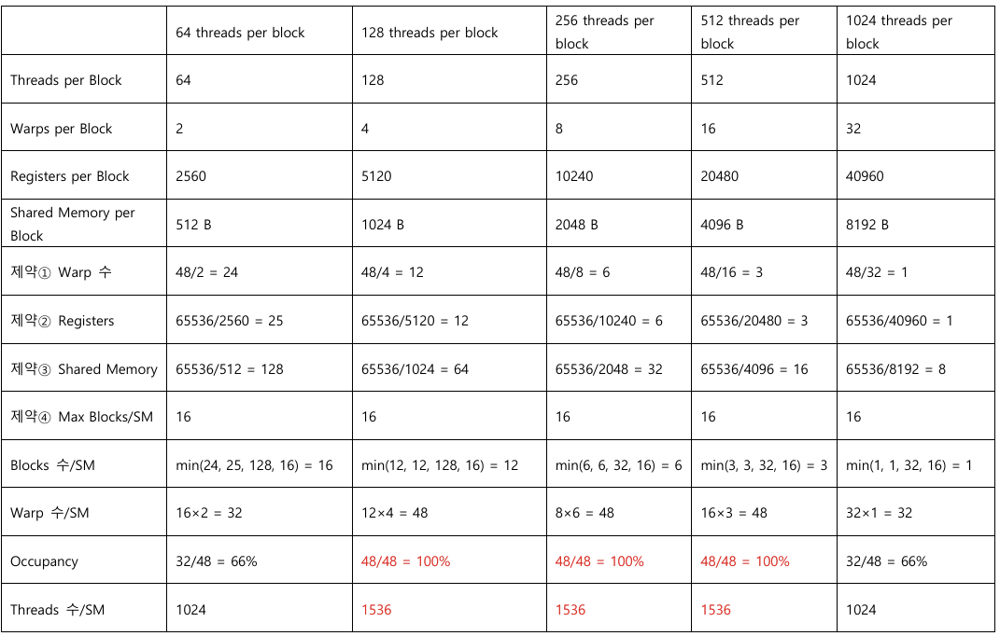 64 threads per block
128 threads per block
256 threads per
block
512 threads per
block
1024 threads per
block
Threads per Block
64
128
256
512
1024
Warps per Block
2
4
8
16
32
Registers per Block
2560
5120
10240
20480
40960
Shared Memory per
Block
512 B
1024 B
2048 B
4096 B
8192 B
제약① Warp 수
48/2 = 24
48/4 = 12
48/8 = 6
48/16 = 3
48/32 = 1
제약② Registers
65536/2560 = 25
65536/5120 = 12
65536/10240 = 6
65536/20480 = 3
65536/40960 = 1
제약③ Shared Memory
65536/512 = 128
65536/1024 = 64
65536/2048 = 32
65536/4096 = 16
65536/8192 = 8
제약④ Max Blocks/SM
16
16
16
16
16
Blocks 수/SM
min(24, 25, 128, 16) = 16
min(12, 12, 128, 16) = 12
min(6, 6, 32, 16) = 6
min(3, 3, 32, 16) = 3
min(1, 1, 32, 16) = 1
Warp 수/SM
16×2 = 32
12×4 = 48
8×6 = 48
16×3 = 48
32×1 = 32
Occupancy
32/48 = 66%
48/48 = 100%
48/48 = 100%
48/48 = 100%
32/48 = 66%
Threads 수/SM
1024
1536
1536
1536
1024